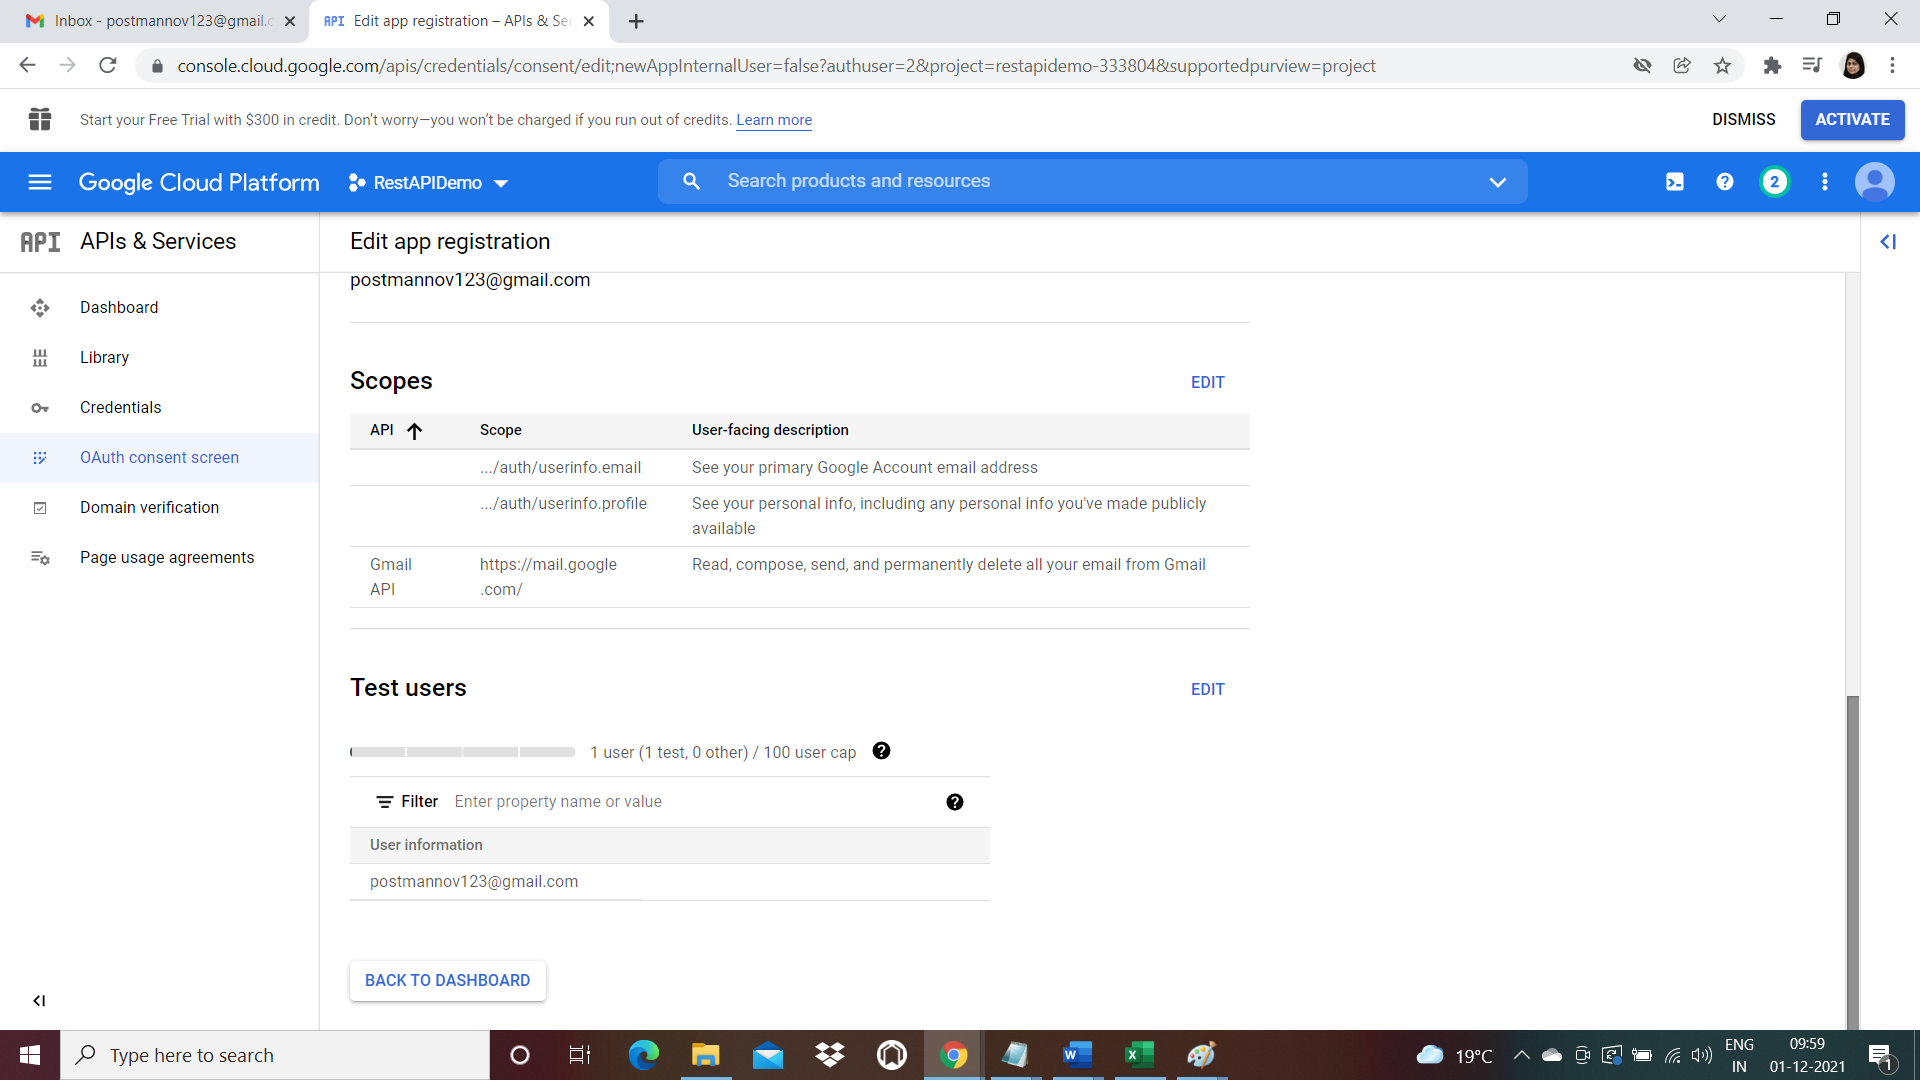 Inbox - postmannov123@gmail.c
API Edit app registration – APIs & Se
console.cloud.google.com/apis/credentials/consent/edit;newAppInternalUser=false?authuser=2&project=restapidemo-333804&supportedpurview=project
Start your Free Trial with $300 in credit. Don't worry—you won't be charged if you run out of credits. Learn more
DISMISS
ACTIVATE
Google Cloud Platform
RestAPIDemo
Search products and resources
2
API APIs & Services
Edit app registration
Dashboard
Library
Credentials
OAuth consent screen
Domain verification
Page usage agreements
postmannov123@gmail.com
Scopes
EDIT
API Scope User-facing description
.../auth/userinfo.email See your primary Google Account email address
.../auth/userinfo.profile See your personal info, including any personal info you've made publicly
available
Gmail https://mail.google Read, compose, send, and permanently delete all your email from Gmail
API .com/
Test users
EDIT
1 user (1 test, 0 other) / 100 user cap
Filter Enter property name or value
User information
postmannov123@gmail.com
BACK TO DASHBOARD
Type here to search
19°C
ENG
IN
09:59
01-12-2021
1